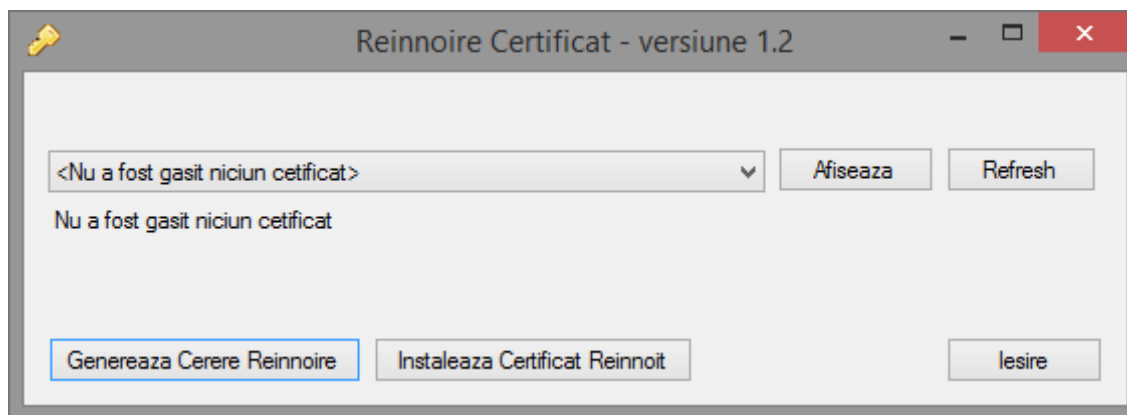 Reinnoire Certificat - versiune 1.2
<Nu a fost gasit niciun cetificat>
Afiseaza
Refresh
Nu a fost gasit niciun cetificat
Genereaza Cerere Reinnoire
Instaleaza Certificat Reinnoit
Iesire